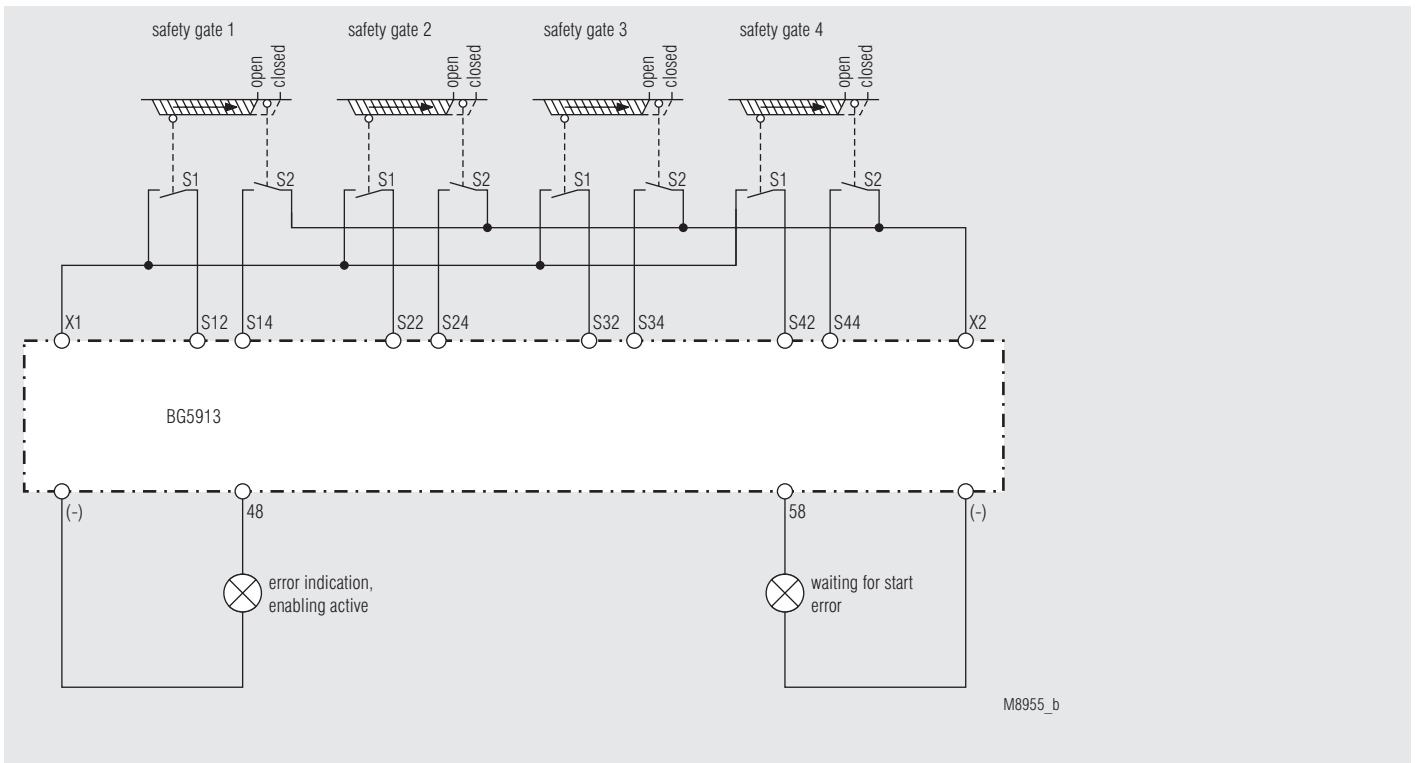 safety gate 1
safety gate 2
safety gate 3
safety gate 4
open
closed
open
closed
open
closed
open
closed
S1
S2
S1
S2
S1
S2
S1
S2
X1
S12
S14
S22
S24
S32
S34
S42
S44
X2
BG5913
(-)
48
58
(-)
error indication,
enabling active
waiting for start
error
M8955_b